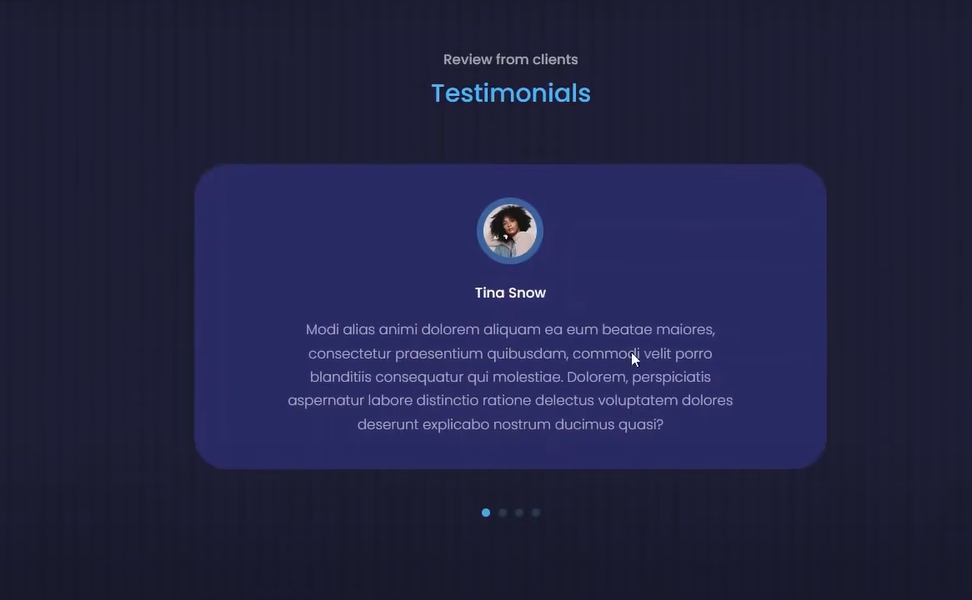 Review from clients
Testimonials
Tina Snow
Modi alias animi dolorem aliquam ea eum beatae maiores,
consectetur praesentium quibusdam, commodi velit porro
blanditiis consequatur qui molestiae. Dolorem, perspiciatis
aspernatur labore distinctio ratione delectus voluptatem dolores
deserunt explicabo nostrum ducimus quasi?